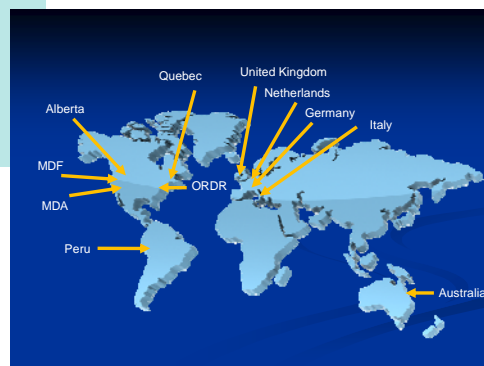 Quebec
United Kingdom
Netherlands
Alberta
Germany
Italy
MDF
ORDR
MDA
Peru
Australia